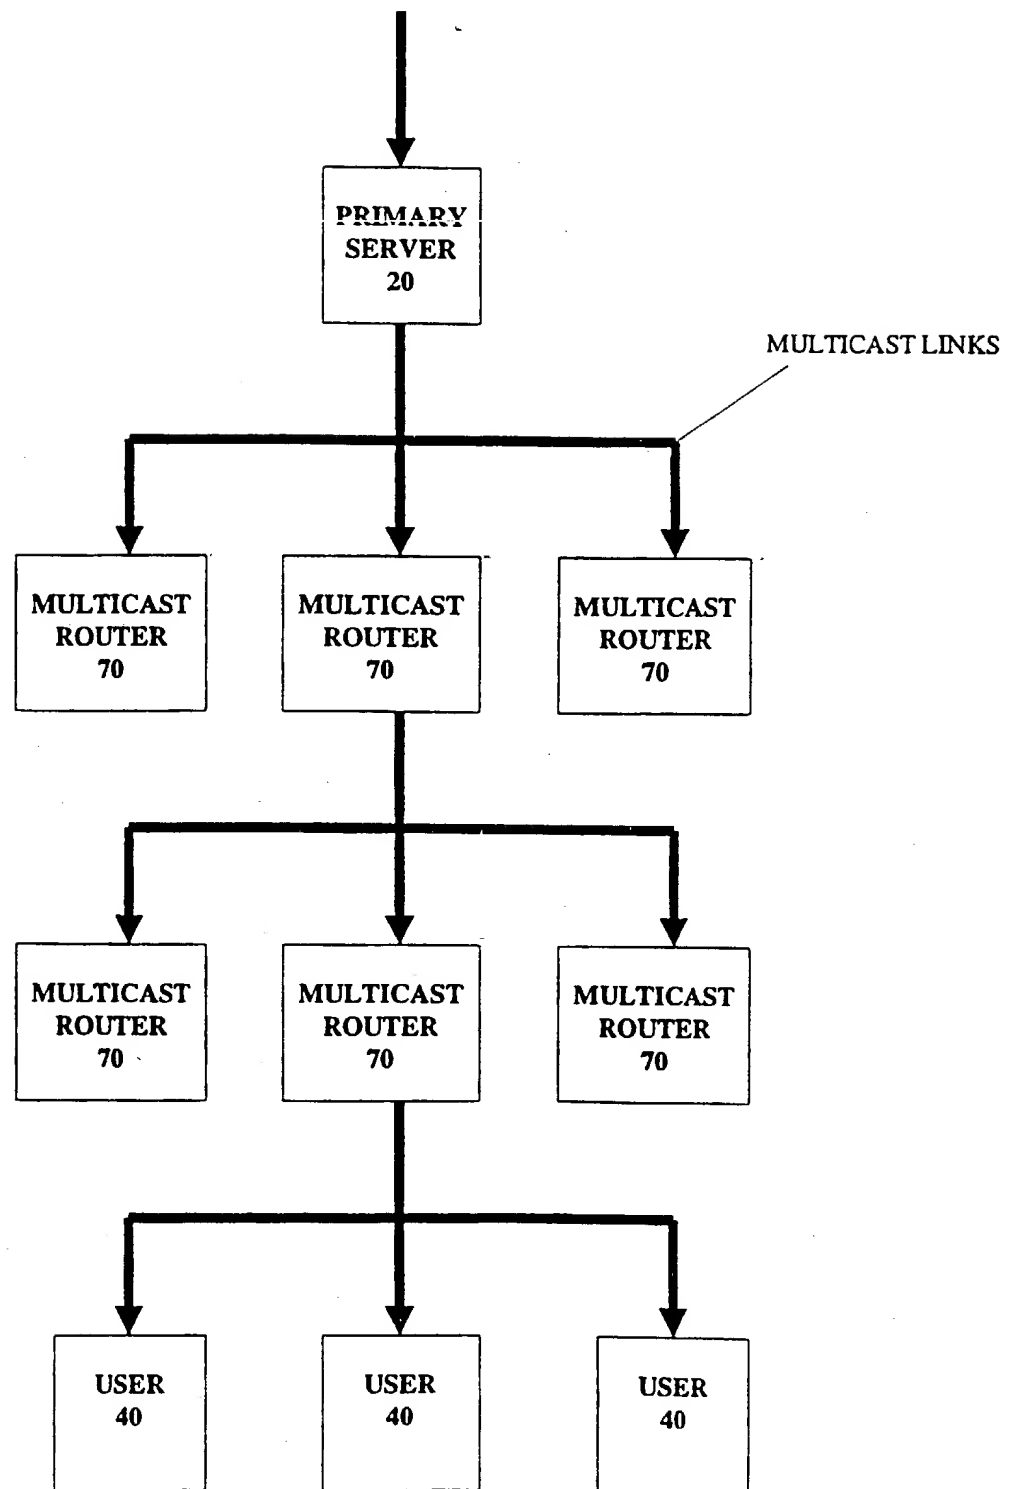 PRIMARY
SERVER
20
MULTICAST LINKS
MULTICAST
ROUTER
70
MULTICAST
ROUTER
70
MULTICAST
ROUTER
70
MULTICAST
ROUTER
70
MULTICAST
ROUTER
70
MULTICAST
ROUTER
70
USER
40
USER
40
USER
40